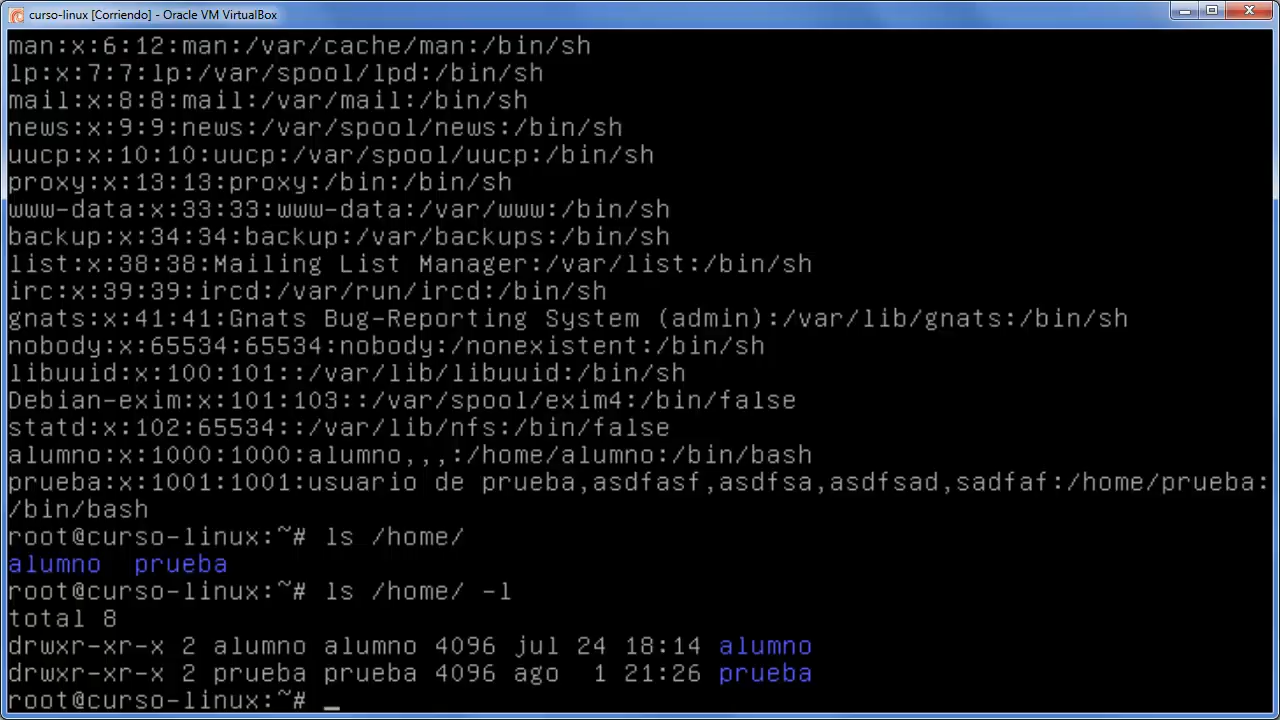 curso-linux [Corriendo] - Oracle VM VirtualBox
man:x:6:12:man:/var/cache/man:/bin/sh
lp:x:7:7:lp:/var/spool/lpd:/bin/sh
mail:x:8:8:mail:/var/mail:/bin/sh
news:x:9:9:news:/var/spool/news:/bin/sh
uucp:x:10:10:uucp:/var/spool/uucp:/bin/sh
proxy:x:13:13:proxy:/bin:/bin/sh
www-data:x:33:33:www-data:/var/www:/bin/sh
backup:x:34:34:backup:/var/backups:/bin/sh
list:x:38:38:Mailing List Manager:/var/list:/bin/sh
irc:x:39:39:ircd:/var/run/ircd:/bin/sh
gnats:x:41:41:Gnats Bug-Reporting System (admin):/var/lib/gnats:/bin/sh
nobody:x:65534:65534:nobody:/nonexistent:/bin/sh
libuuid:x:100:101::/var/lib/libuuid:/bin/sh
Debian-exim:x:101:103::/var/spool/exim4:/bin/false
statd:x:102:65534::/var/lib/nfs:/bin/false
alumno:x:1000:1000:alumno,,,:/home/alumno:/bin/bash
prueba:x:1001:1001:usuario de prueba,asdfasf,asdfsa,asdfsad,sadfaf:/home/prueba:
/bin/bash
root@curso-linux:~# ls /home/
alumno  prueba
root@curso-linux:~# ls /home/ -l
total 8
drwxr-xr-x 2 alumno alumno 4096 jul 24 18:14 alumno
drwxr-xr-x 2 prueba prueba 4096 ago  1 21:26 prueba
root@curso-linux:~# _